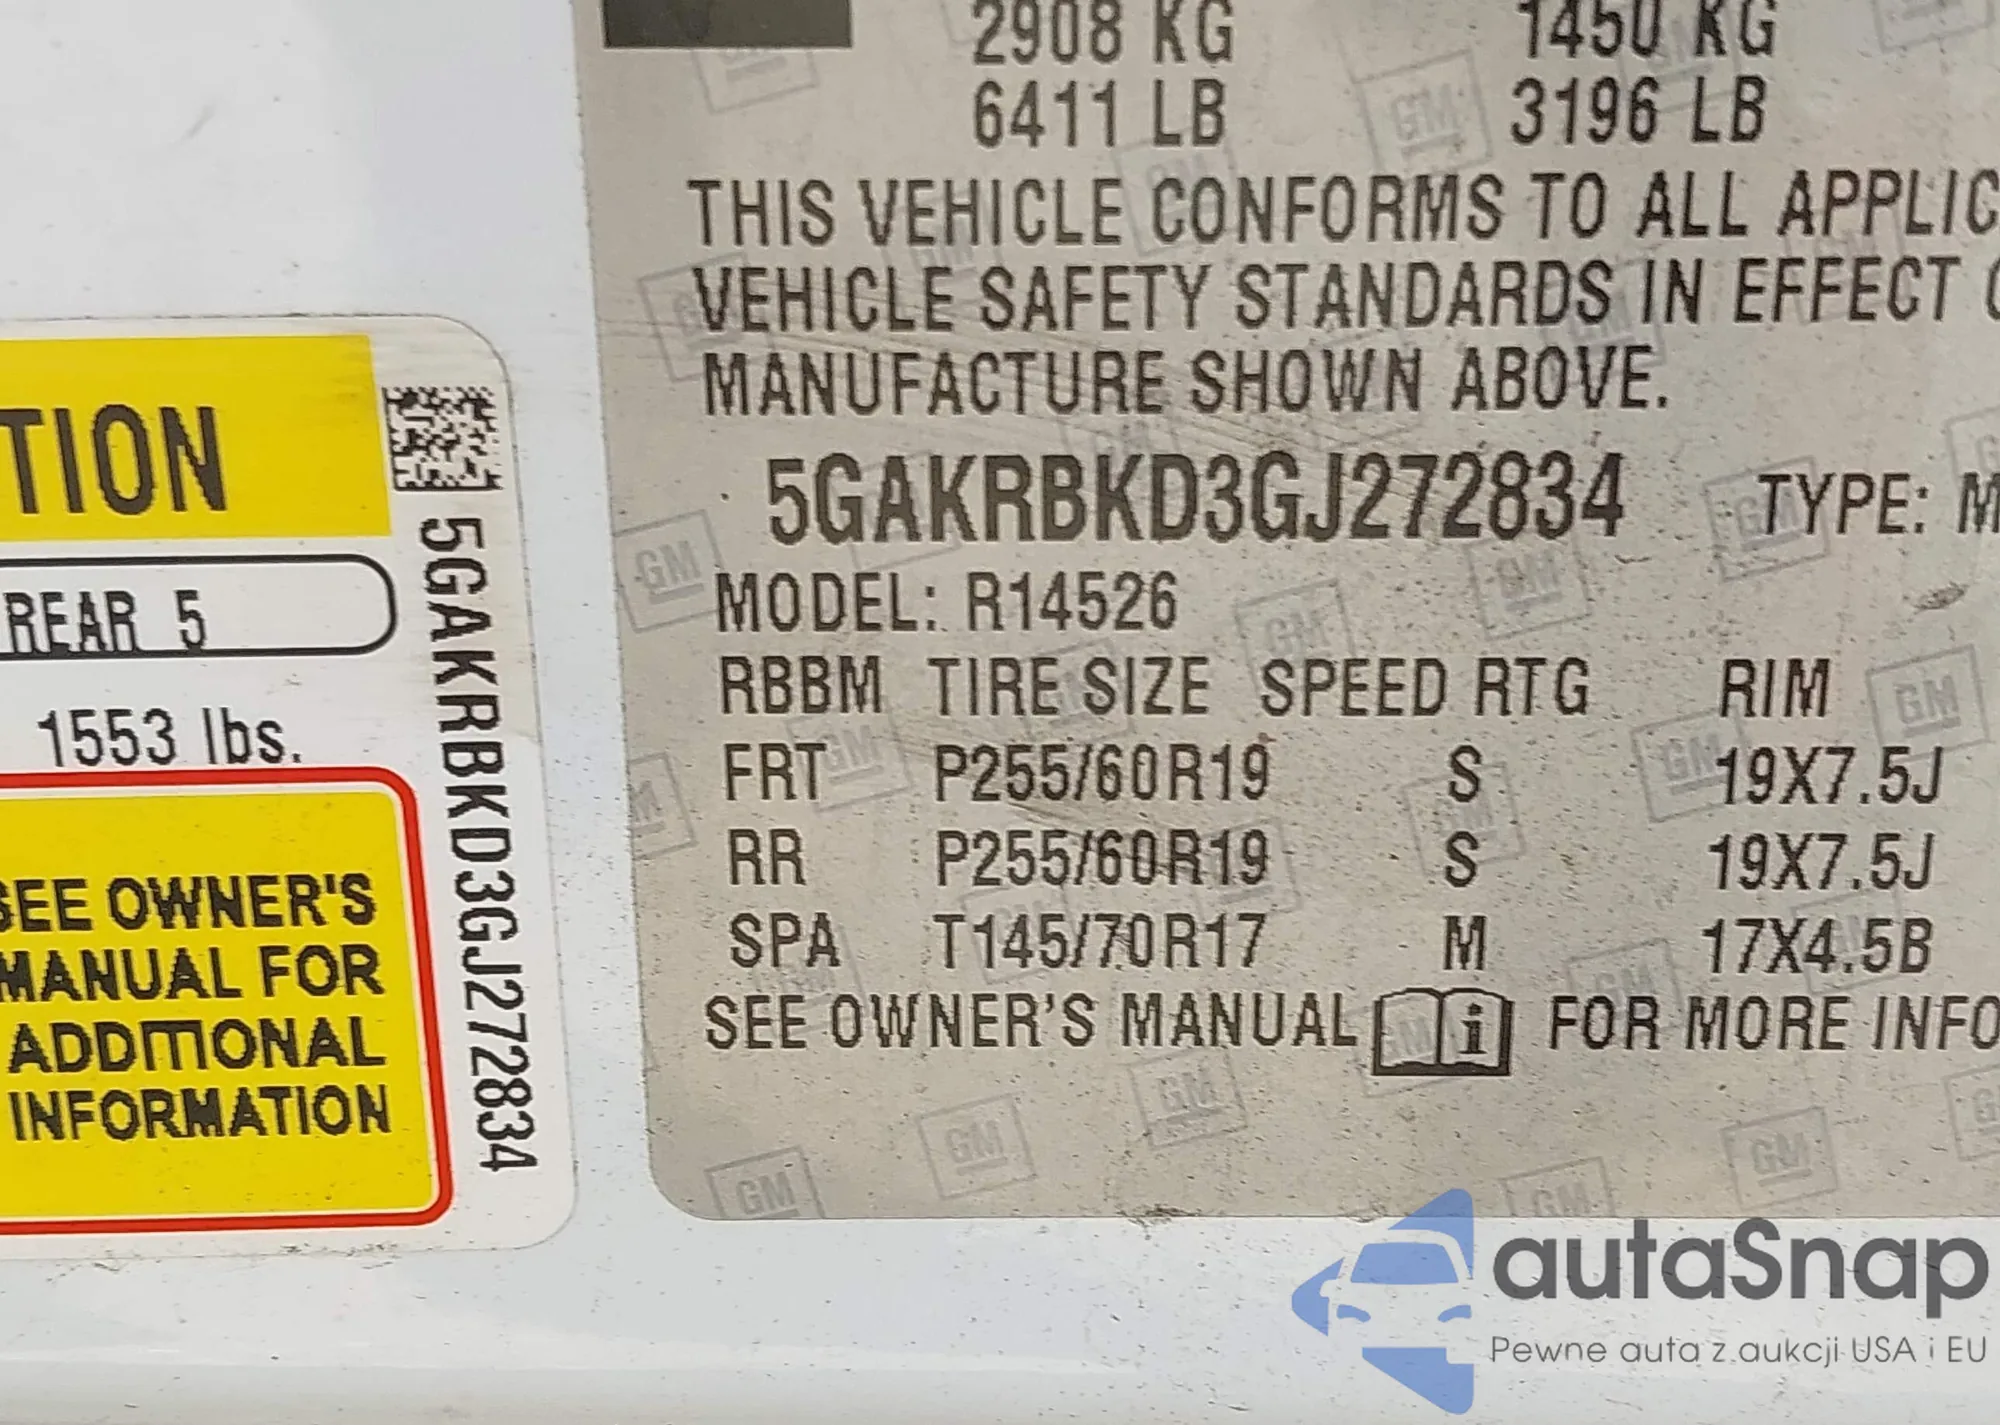 TION
REAR 5
1553 lbs.
SEE OWNER'S
MANUAL FOR
ADDITIONAL
INFORMATION
5GAKRBKD3GJ272834
2908 KG 1450 KG
6411 LB 3196 LB
THIS VEHICLE CONFORMS TO ALL APPLIC
VEHICLE SAFETY STANDARDS IN EFFECT O
MANUFACTURE SHOWN ABOVE.
5GAKRBKD3GJ272834 TYPE: M
MODEL: R14526
RBBM TIRE SIZE SPEED RTG RIM
FRT P255/60R19 S 19X7.5J
RR P255/60R19 S 19X7.5J
SPA T145/70R17 M 17X4.5B
SEE OWNER'S MANUAL i FOR MORE INFO
GM
autaSnap
Pewne auta z aukcji USA i EU